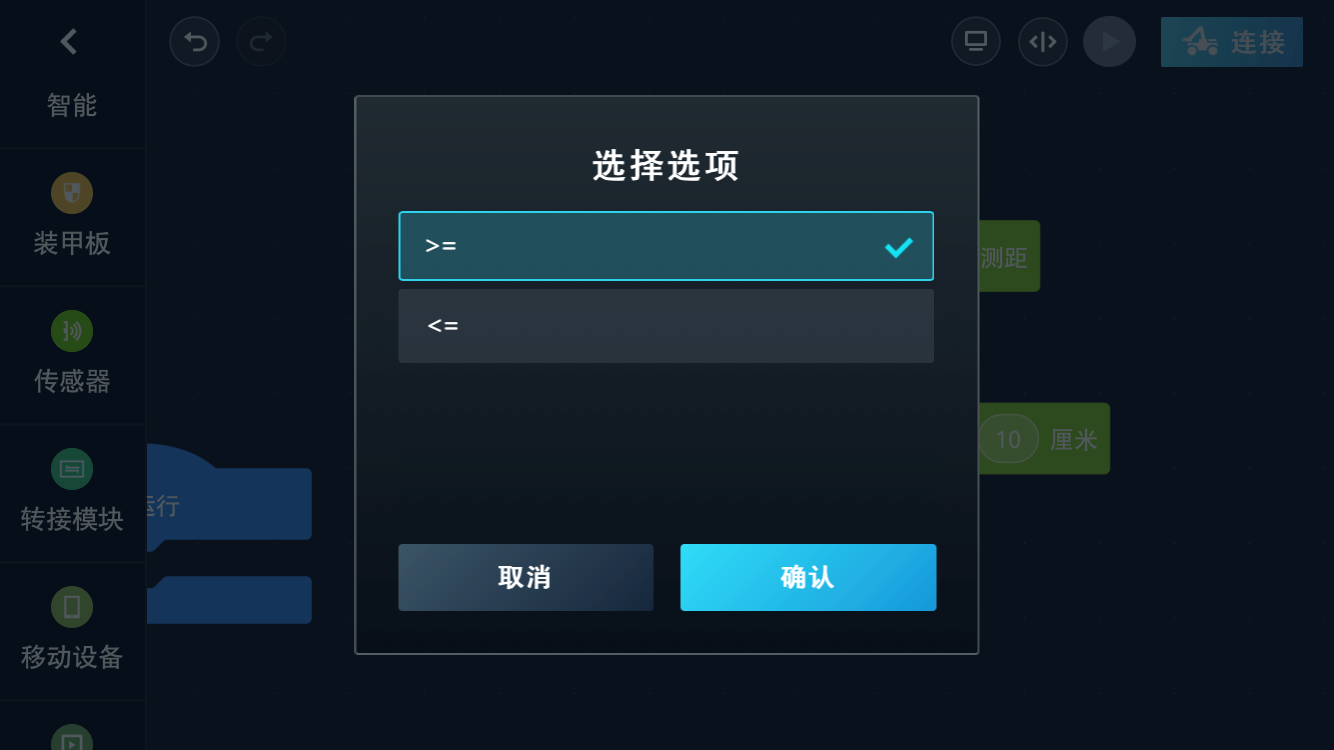 连接
智能
选择选项
>=
<=
装甲板
测距
传感器
10 厘米
运行
转接模块
取消
确认
移动设备